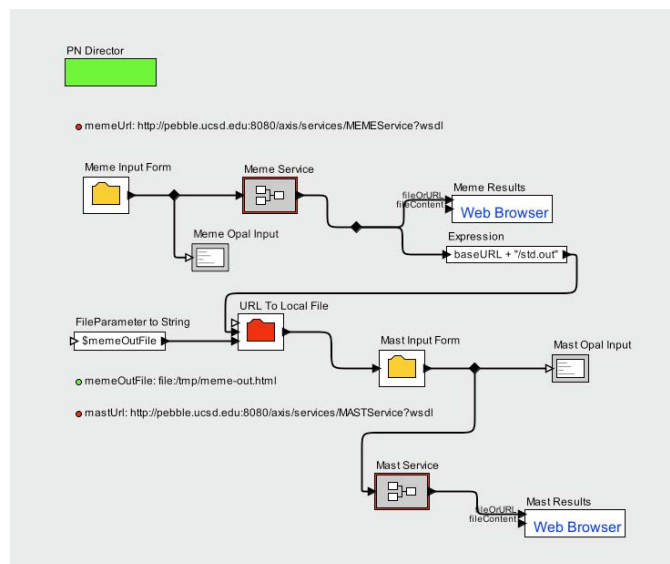 PN Director
memeUrl: http://pebble.ucsd.edu:8080/axis/services/MEMEService?wsdl
Meme Input Form
Meme Service
Meme Results
fileOrURL
fileContent
Web Browser
Meme Opal Input
Expression
baseURL + "/std.out"
URL To Local File
FileParameter to String
$memeOutFile
Mast Input Form
Mast Opal Input
memeOutFile: file:/tmp/meme-out.html
mastUrl: http://pebble.ucsd.edu:8080/axis/services/MASTService?wsdl
Mast Service
Mast Results
fileOrURL
fileContent
Web Browser